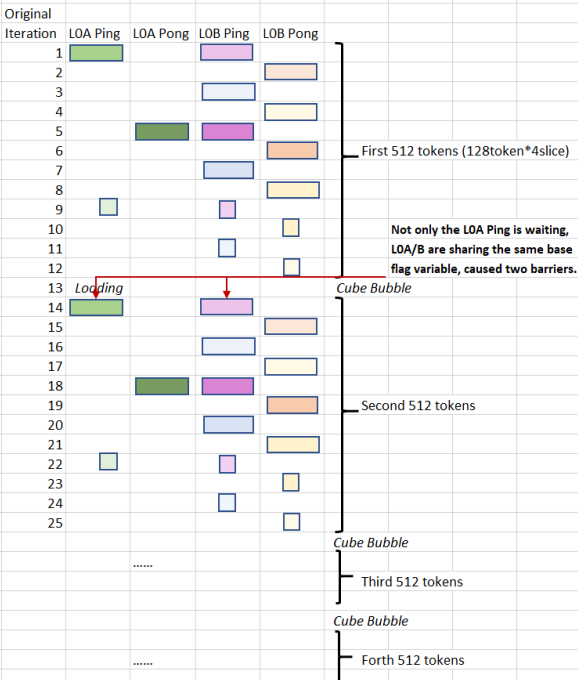 Original
Iteration L0A Ping L0A Pong L0B Ping L0B Pong
1
2
3
4
5
6 First 512 tokens (128token*4slice)
7
8
9
10 Not only the L0A Ping is waiting,
11 L0A/B are sharing the same base
12 flag variable, caused two barriers.
13 Loading Cube Bubble
14
15
16
17
18
19 Second 512 tokens
20
21
22
23
24
25
Cube Bubble
......
Third 512 tokens
Cube Bubble
...... Forth 512 tokens